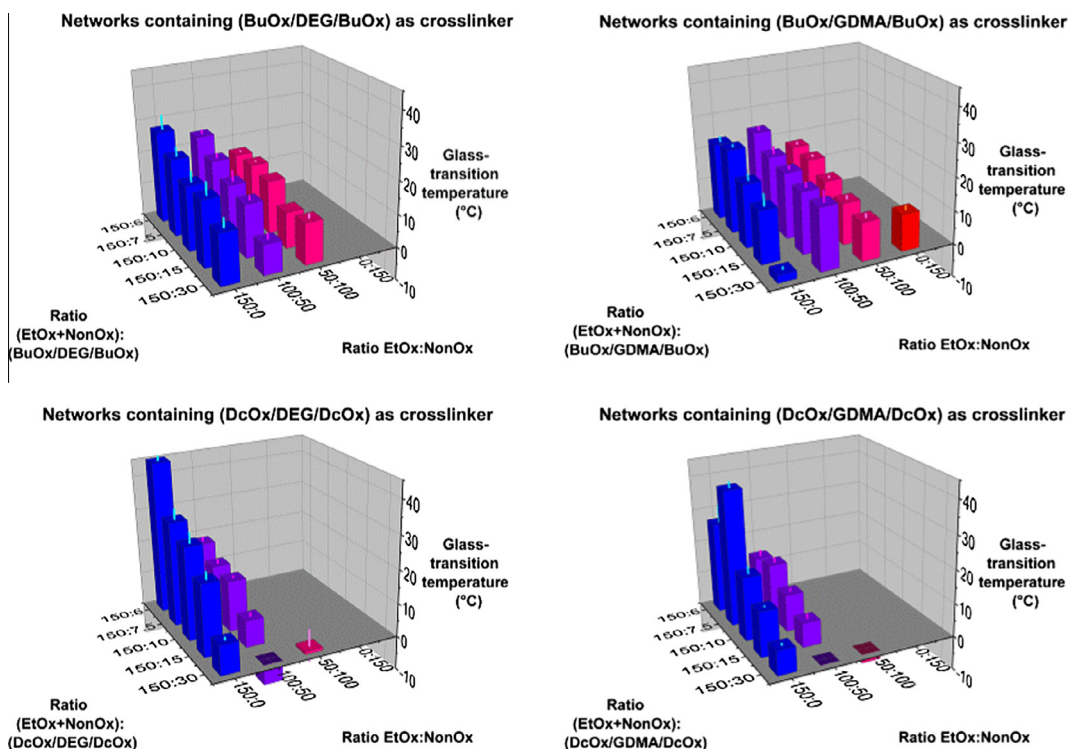 Networks containing (BuOx/DEG/BuOx) as crosslinker
40
30
20
10
0
-10
Glass-
transition
temperature
(°C)
150:6
150:7.5
150:10
150:15
150:30
150:0
100:50
50:100
0:150
Ratio
(EtOx+NonOx):
(BuOx/DEG/BuOx)
Ratio EtOx:NonOx
Networks containing (BuOx/GDMA/BuOx) as crosslinker
40
30
20
10
0
-10
Glass-
transition
temperature
(°C)
150:6
150:7.5
150:10
150:15
150:30
150:0
100:50
50:100
0:150
Ratio
(EtOx+NonOx):
(BuOx/GDMA/BuOx)
Ratio EtOx:NonOx
Networks containing (DcOx/DEG/DcOx) as crosslinker
40
30
20
10
0
-10
Glass-
transition
temperature
(°C)
150:6
150:7.5
150:10
150:15
150:30
150:0
100:50
50:100
0:150
Ratio
(EtOx+NonOx):
(DcOx/DEG/DcOx)
Ratio EtOx:NonOx
Networks containing (DcOx/GDMA/DcOx) as crosslinker
40
30
20
10
0
-10
Glass-
transition
temperature
(°C)
150:6
150:7.5
150:10
150:15
150:30
150:0
100:50
50:100
0:150
Ratio
(EtOx+NonOx):
(DcOx/GDMA/DcOx)
Ratio EtOx:NonOx